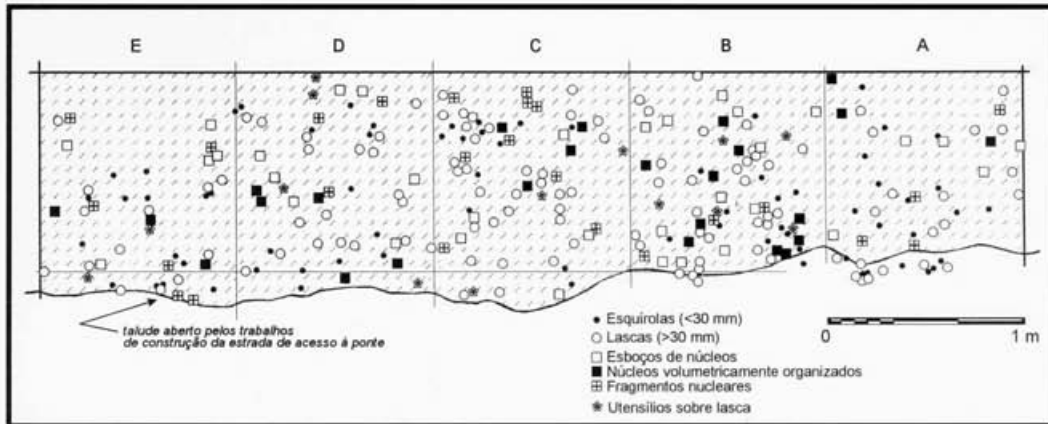 E D C B A
talude aberto pelos trabalhos
de construção da estrada de acesso à ponte
Esquírolas (<30 mm)
Lascas (>30 mm)
Esboços de núcleos
Núcleos volumetricamente organizados
Fragmentos nucleares
Utensílios sobre lasca
0 1 m